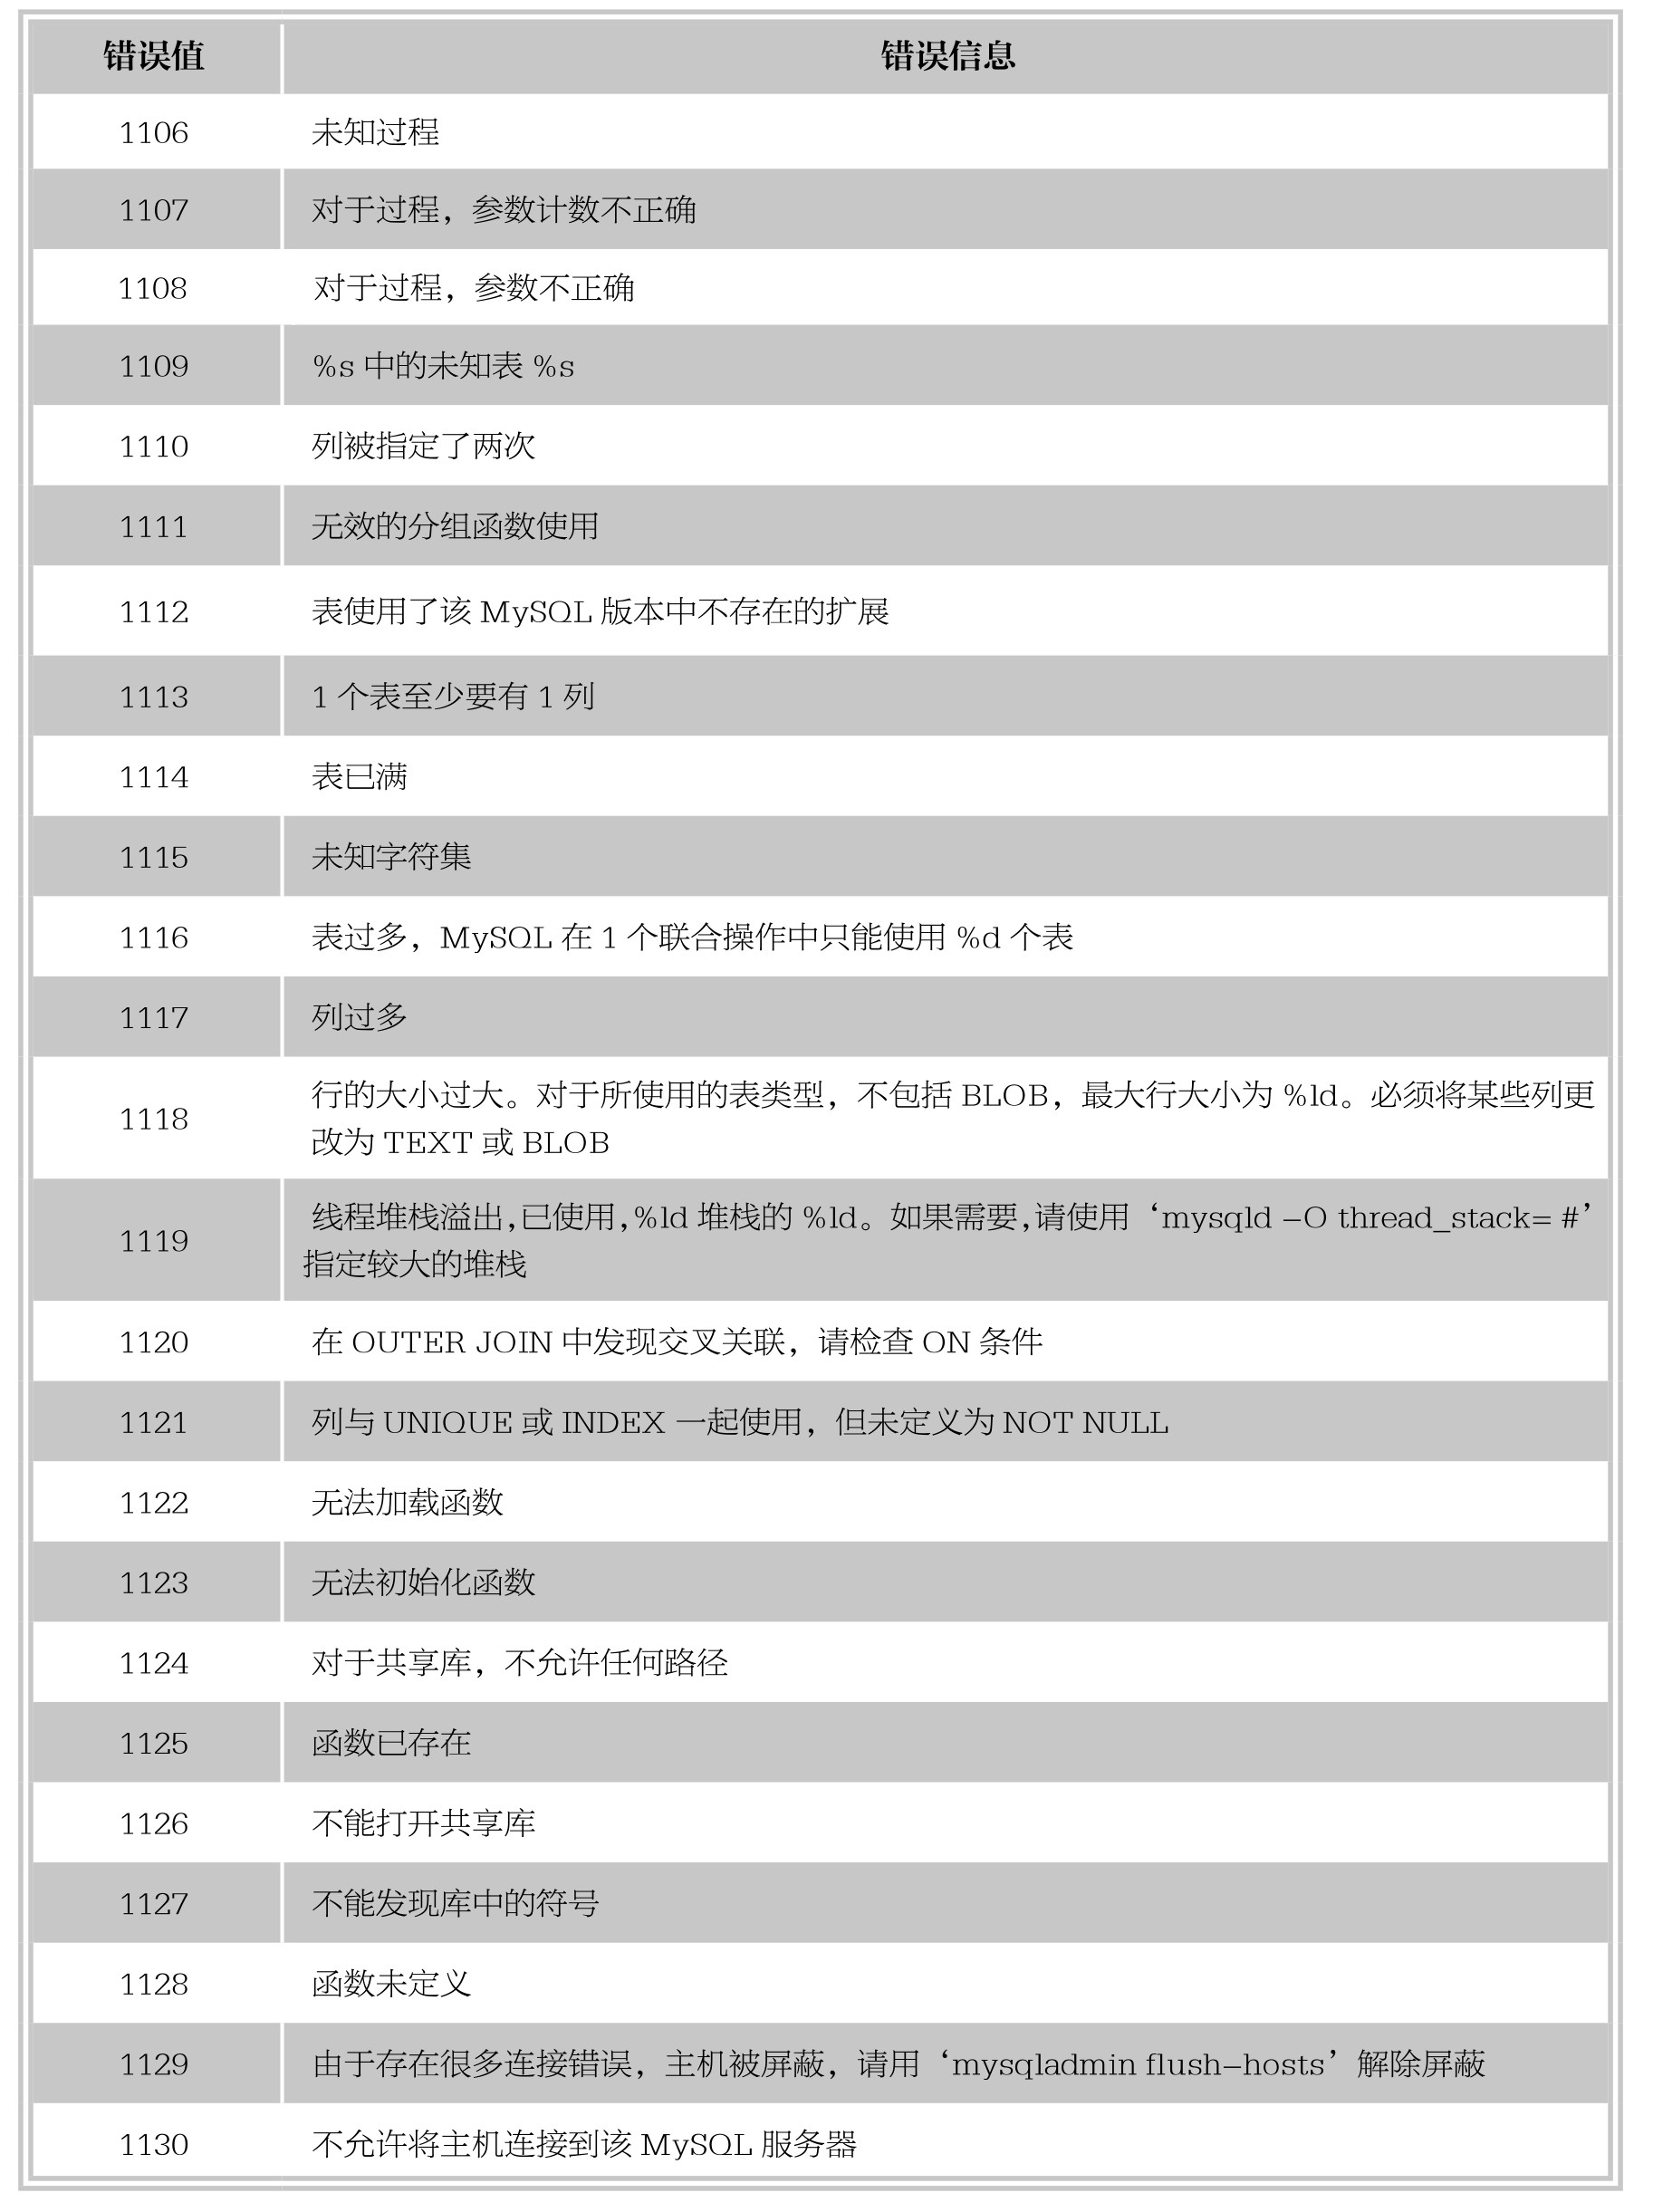 错误值 错误信息
1106 未知过程
1107 对于过程，参数计数不正确
1108 对于过程，参数不正确
1109 %s 中的未知表 %s
1110 列被指定了两次
1111 无效的分组函数使用
1112 表使用了该 MySQL 版本中不存在的扩展
1113 1 个表至少要有 1 列
1114 表已满
1115 未知字符集
1116 表过多，MySQL 在 1 个联合操作中只能使用 %d 个表
1117 列过多
1118 行的大小过大。对于所使用的表类型，不包括 BLOB，最大行大小为 %ld。必须将某些列更
改为 TEXT 或 BLOB
1119 线程堆栈溢出,已使用,%ld 堆栈的 %ld。如果需要,请使用‘mysqld –O thread_stack= #’
指定较大的堆栈
1120 在 OUTER JOIN 中发现交叉关联，请检查 ON 条件
1121 列与 UNIQUE 或 INDEX 一起使用，但未定义为 NOT NULL
1122 无法加载函数
1123 无法初始化函数
1124 对于共享库，不允许任何路径
1125 函数已存在
1126 不能打开共享库
1127 不能发现库中的符号
1128 函数未定义
1129 由于存在很多连接错误，主机被屏蔽，请用‘mysqladmin flush–hosts’解除屏蔽
1130 不允许将主机连接到该 MySQL 服务器